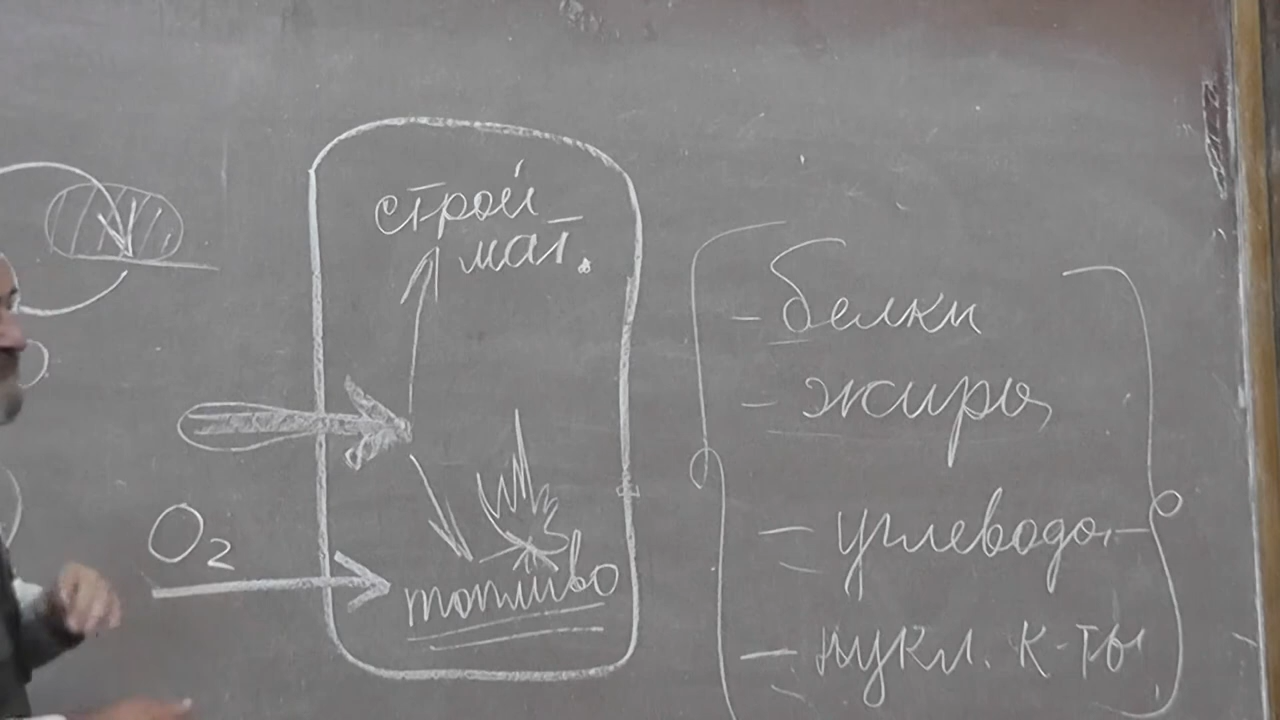 строй
мат.
O₂
топливо
- белки
- жиры
- углеводы
- нукл. к-ты